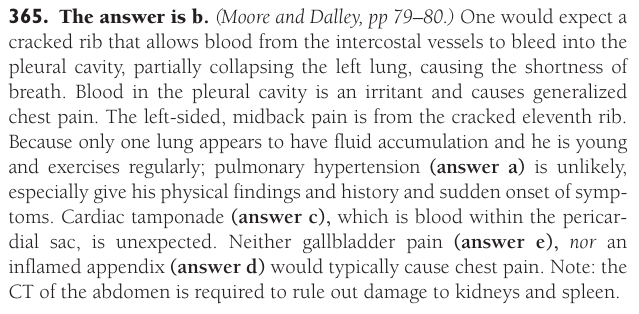 365. The answer is b. (Moore and Dalley, pp 79–80.) One would expect a
cracked rib that allows blood from the intercostal vessels to bleed into the
pleural cavity, partially collapsing the left lung, causing the shortness of
breath. Blood in the pleural cavity is an irritant and causes generalized
chest pain. The left-sided, midback pain is from the cracked eleventh rib.
Because only one lung appears to have fluid accumulation and he is young
and exercises regularly; pulmonary hypertension (answer a) is unlikely,
especially give his physical findings and history and sudden onset of symp-
toms. Cardiac tamponade (answer c), which is blood within the pericar-
dial sac, is unexpected. Neither gallbladder pain (answer e), nor an
inflamed appendix (answer d) would typically cause chest pain. Note: the
CT of the abdomen is required to rule out damage to kidneys and spleen.